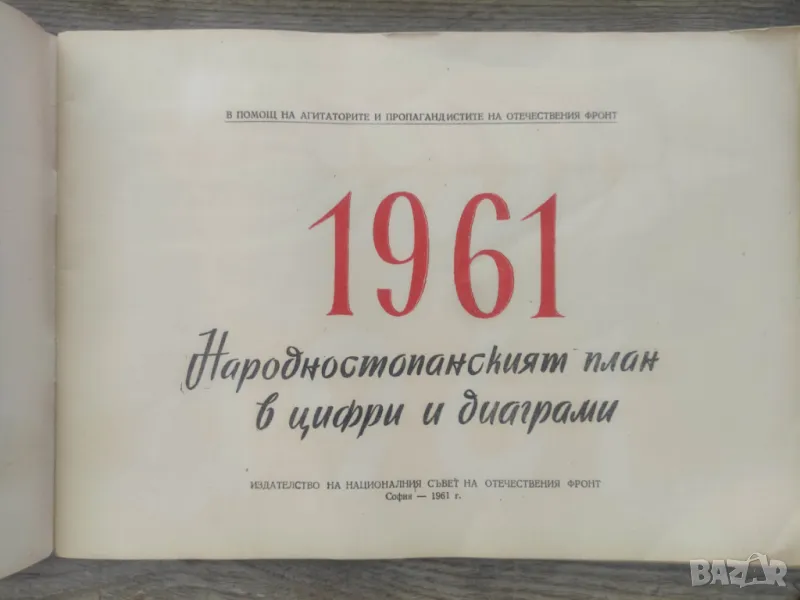 В ПОМОЩ НА АГИТАТОРИТЕ И ПРОПАГАНДИСТИТЕ НА ОТЕЧЕСТВЕНИЯ ФРОНТ
1961
Народностопанският план
в цифри и диаграми
ИЗДАТЕЛСТВО НА НАЦИОНАЛНИЯ СЪВЕТ НА ОТЕЧЕСТВЕНИЯ ФРОНТ
София — 1961 г.
BAZAR